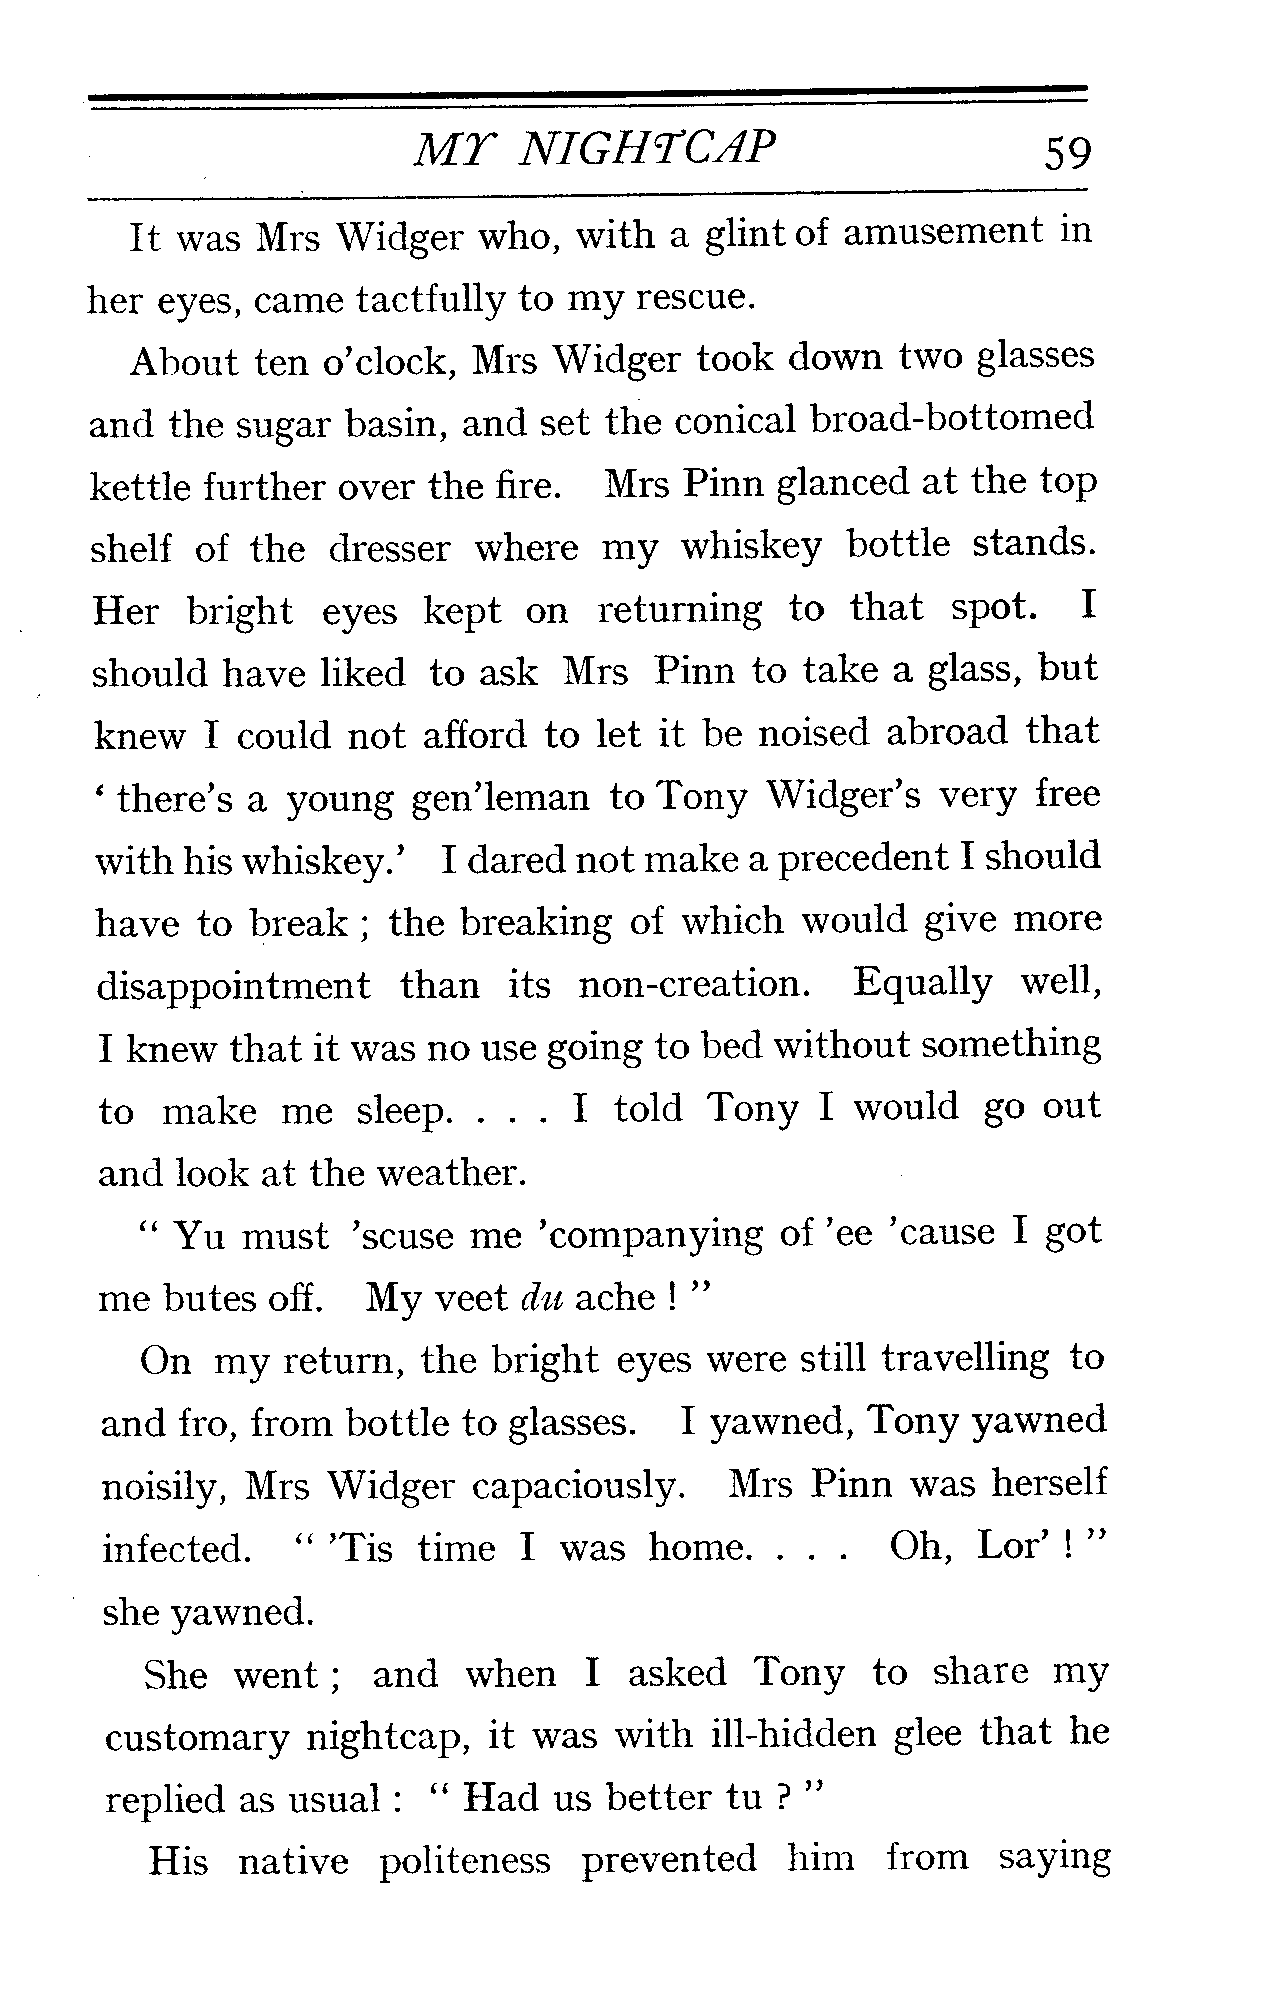 MY NIGHTCAP 59
It was Mrs Widger who, with a glint of amusement in
her eyes, came tactfully to my rescue.
About ten o'clock, Mrs Widger took down two glasses
and the sugar basin, and set the conical broad-bottomed
kettle further over the fire. Mrs Pinn glanced at the top
shelf of the dresser where my whiskey bottle stands.
Her bright eyes kept on returning to that spot. I
should have liked to ask Mrs Pinn to take a glass, but
knew I could not afford to let it be noised abroad that
‘ there's a young gen'leman to Tony Widger's very free
with his whiskey.’ I dared not make a precedent I should
have to break ; the breaking of which would give more
disappointment than its non-creation. Equally well,
I knew that it was no use going to bed without something
to make me sleep. . . . I told Tony I would go out
and look at the weather.
“ Yu must 'scuse me 'companying of 'ee 'cause I got
me butes off. My veet du ache ! ”
On my return, the bright eyes were still travelling to
and fro, from bottle to glasses. I yawned, Tony yawned
noisily, Mrs Widger capaciously. Mrs Pinn was herself
infected. “ 'Tis time I was home. . . . Oh, Lor' ! ”
she yawned.
She went ; and when I asked Tony to share my
customary nightcap, it was with ill-hidden glee that he
replied as usual : “ Had us better tu ? ”
His native politeness prevented him from saying